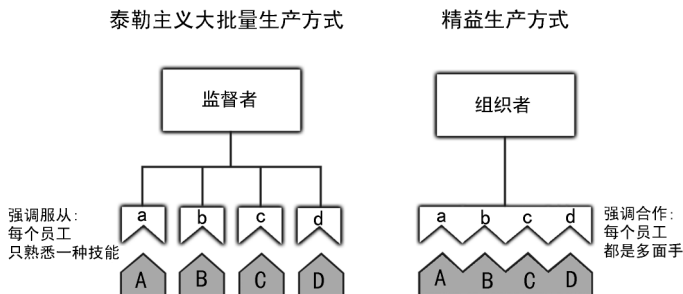 泰勒主义大批量生产方式
精益生产方式
监督者
组织者
强调服从:
每个员工
只熟悉一种技能
a b c d
A B C D
a b c d
A B C D
强调合作:
每个员工
都是多面手